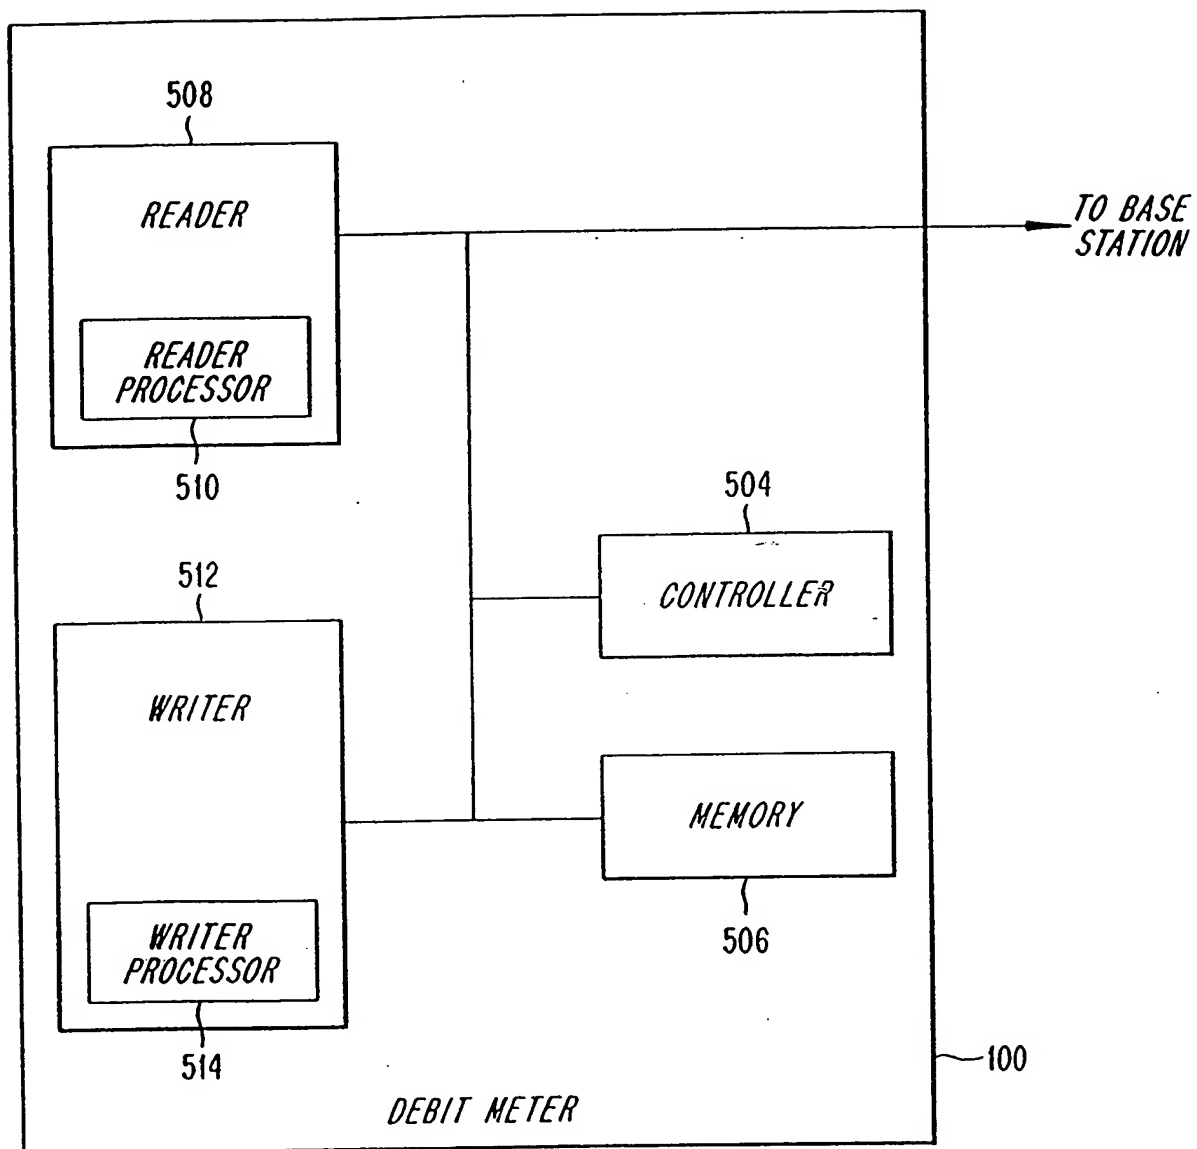 508
READER
TO BASE
STATION
READER
PROCESSOR
510
504
CONTROLLER
512
WRITER
MEMORY
506
WRITER
PROCESSOR
514
100
DEBIT METER